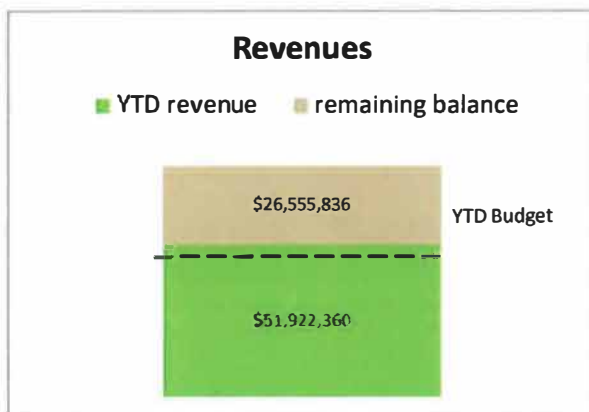 Revenues
YTD revenue
remaining balance
$26,555,836
YTD Budget
$51,922,360